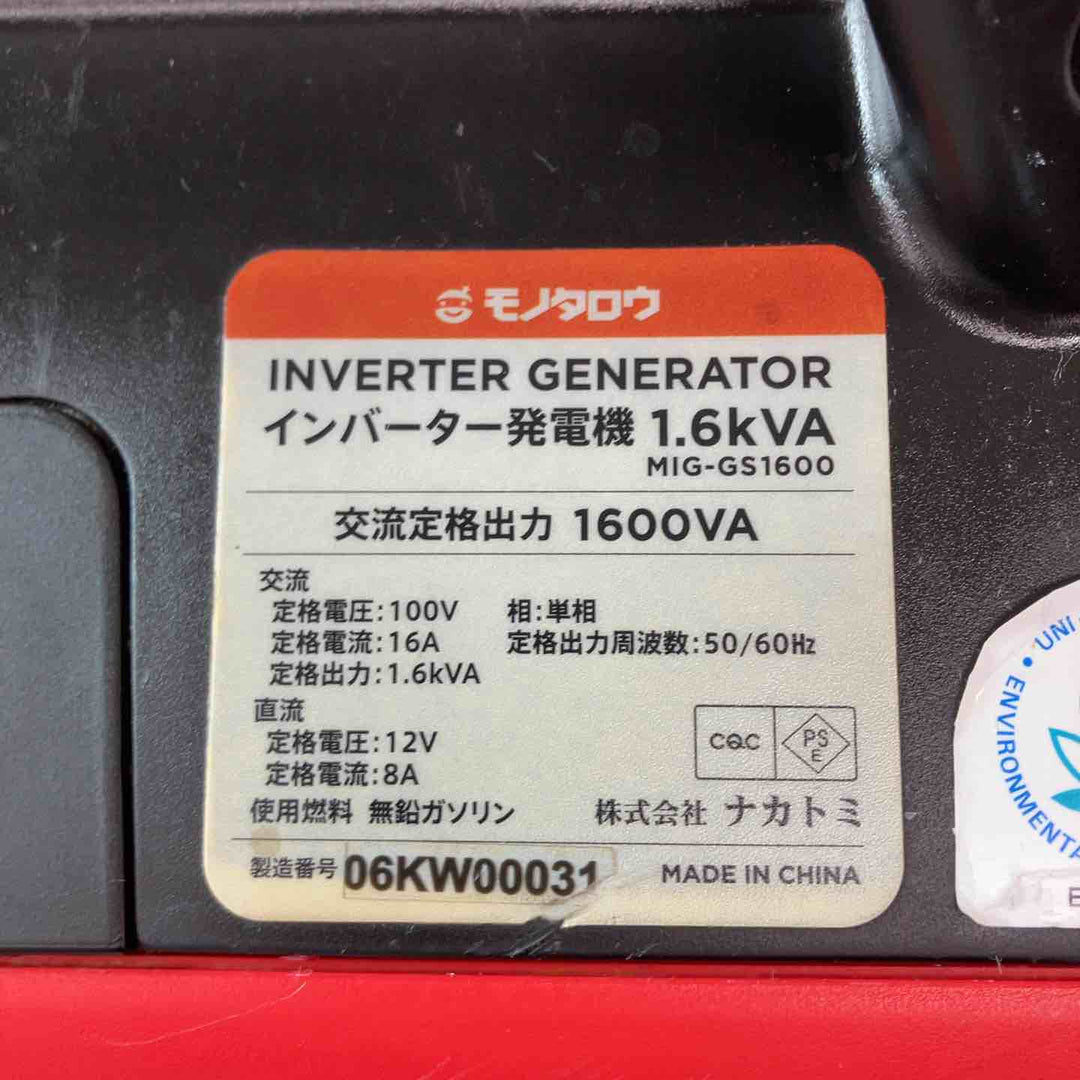 モノタロウ
INVERTER GENERATOR
インバーター発電機 1.6kVA
MIG-GS1600
交流定格出力 1600VA
交流
定格電圧:100V 相:単相
定格電流:16A 定格出力周波数:50/60Hz
定格出力:1.6kVA
直流
定格電圧:12V
定格電流:8A
CQC PS E
使用燃料 無鉛ガソリン 株式会社 ナカトミ
製造番号 06KW00031 MADE IN CHINA
UNI
• ENVIRONMENTA